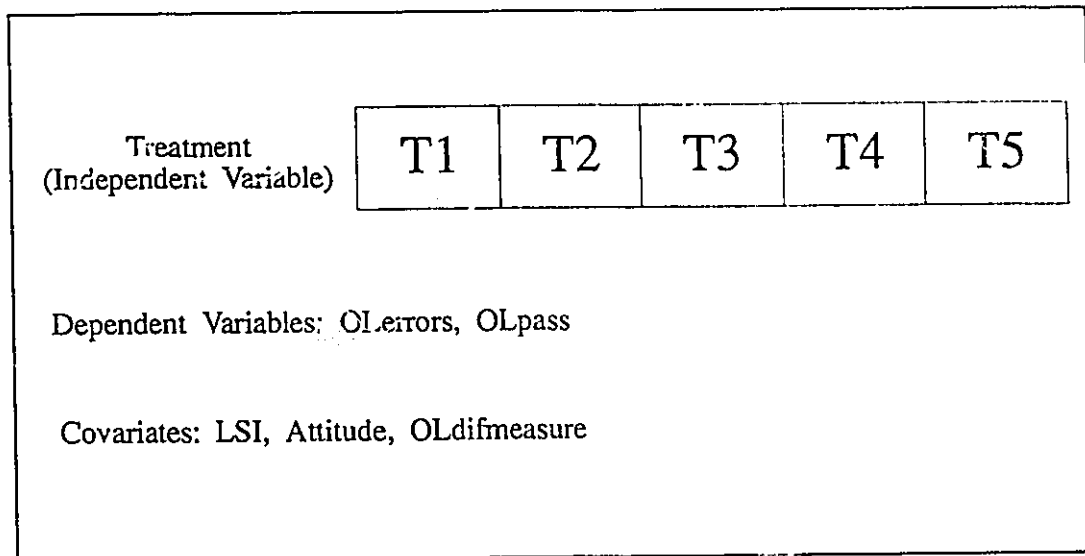 Treatment
(Independent Variable)
T1 T2 T3 T4 T5
Dependent Variables: OLerrors, OLpass
Covariates: LSI, Attitude, OLdifmeasure